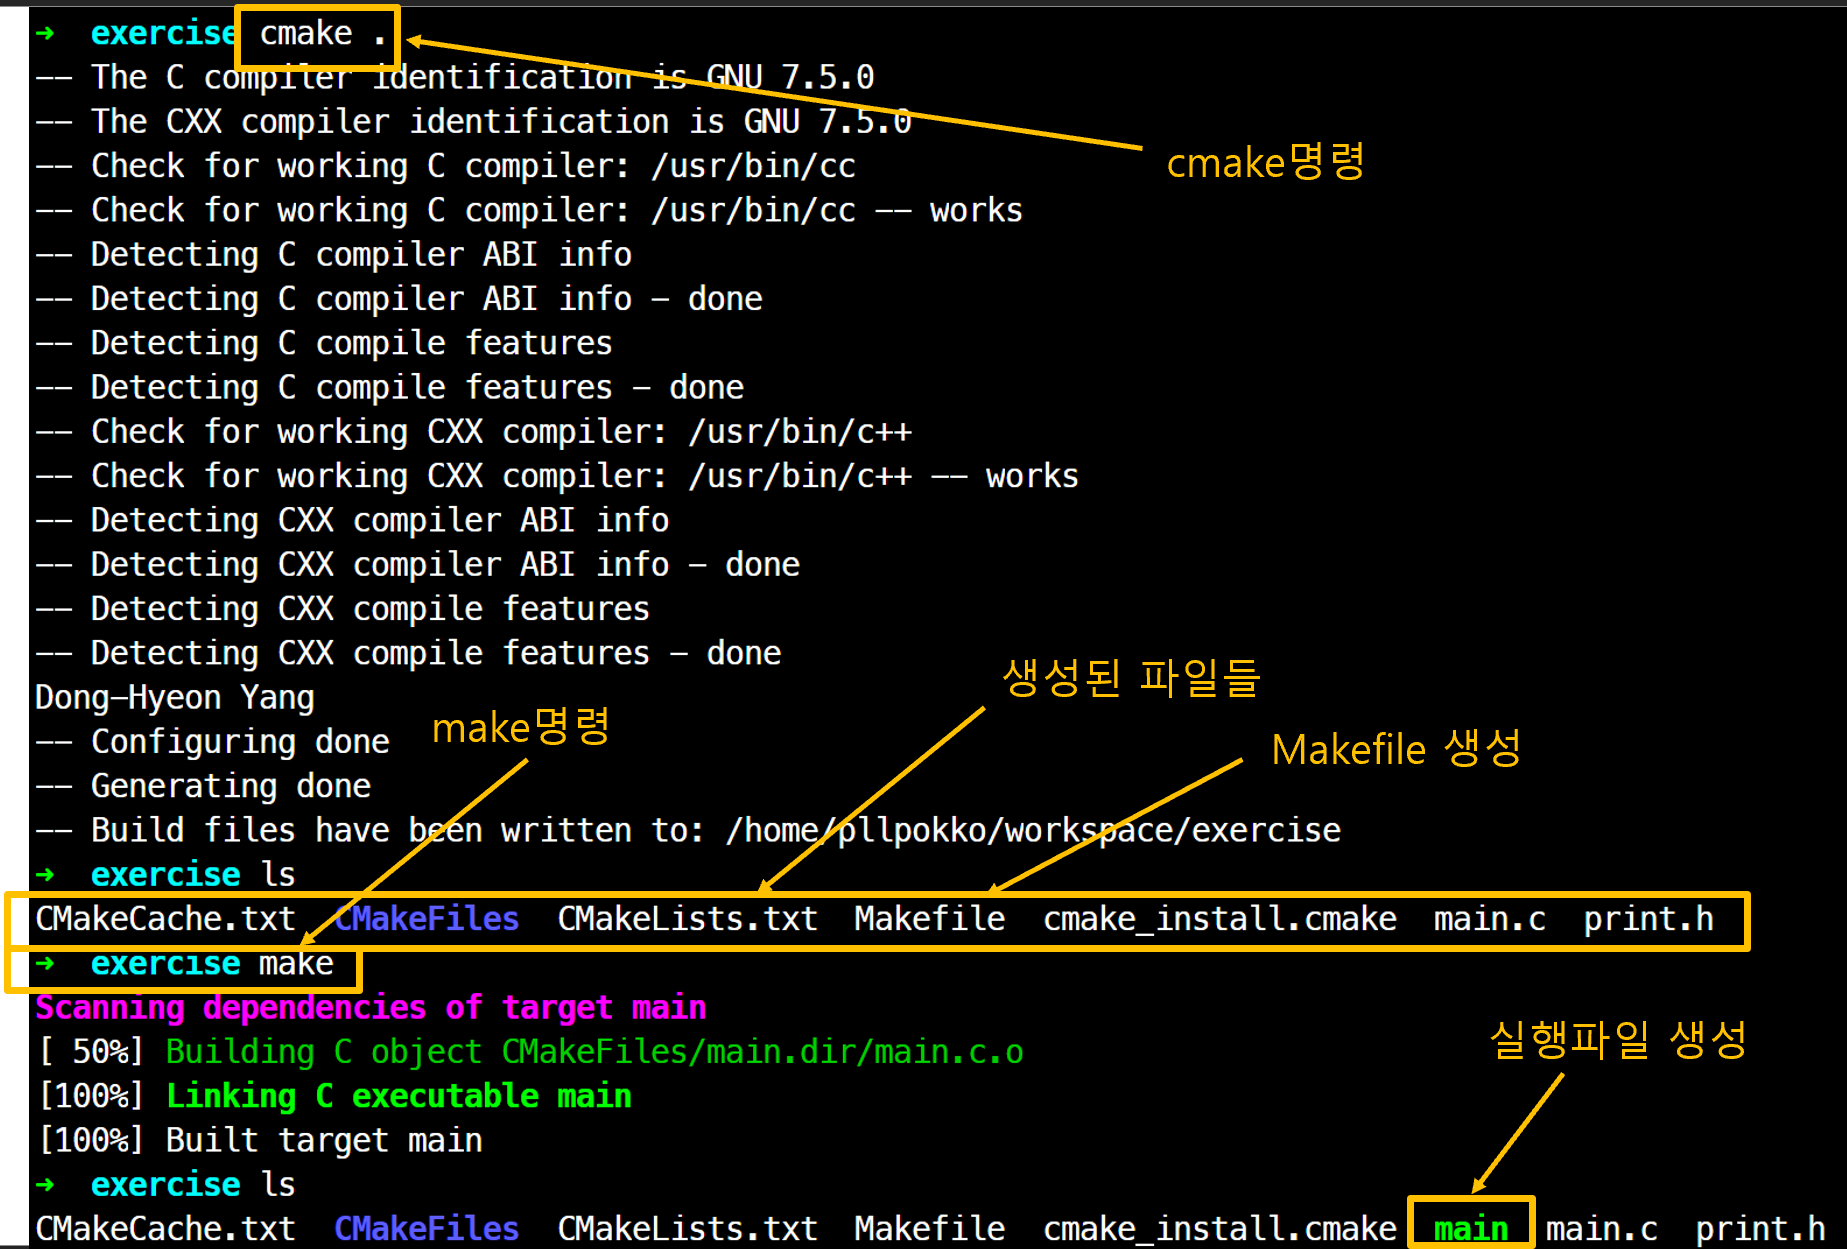 → exercise cmake .
-- The C compiler identification is GNU 7.5.0
-- The CXX compiler identification is GNU 7.5.0
cmake명령
-- Check for working C compiler: /usr/bin/cc
-- Check for working C compiler: /usr/bin/cc -- works
-- Detecting C compiler ABI info
-- Detecting C compiler ABI info - done
-- Detecting C compile features
-- Detecting C compile features - done
-- Check for working CXX compiler: /usr/bin/c++
-- Check for working CXX compiler: /usr/bin/c++ -- works
-- Detecting CXX compiler ABI info
-- Detecting CXX compiler ABI info - done
-- Detecting CXX compile features
-- Detecting CXX compile features - done
생성된 파일들
Dong-Hyeon Yang
make명령
-- Configuring done
Makefile 생성
-- Generating done
-- Build files have been written to: /home/pllpokko/workspace/exercise
→ exercise ls
CMakeCache.txt CMakeFiles CMakeLists.txt Makefile cmake_install.cmake main.c print.h
→ exercise make
Scanning dependencies of target main
[ 50%] Building C object CMakeFiles/main.dir/main.c.o
실행파일 생성
[100%] Linking C executable main
[100%] Built target main
→ exercise ls
CMakeCache.txt CMakeFiles CMakeLists.txt Makefile cmake_install.cmake main main.c print.h